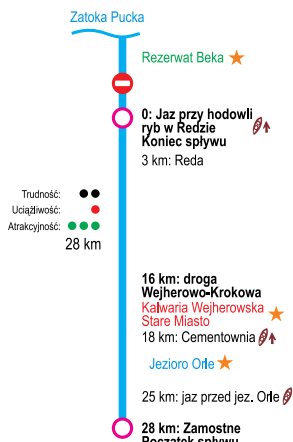 Zatoka Pucka
Rezerwat Beka
0: Jaz przy hodowli
ryb w Redzie
Koniec spływu
3 km: Reda
Trudność:
Uciążliwość:
Atrakcyjność:
28 km
16 km: droga
Wejherowo-Krokowa
Kalwaria Wejherowska
Stare Miasto
18 km: Cementownia
Jezioro Orle
25 km: jaz przed jez. Orle
28 km: Zamostne
Początek spływu